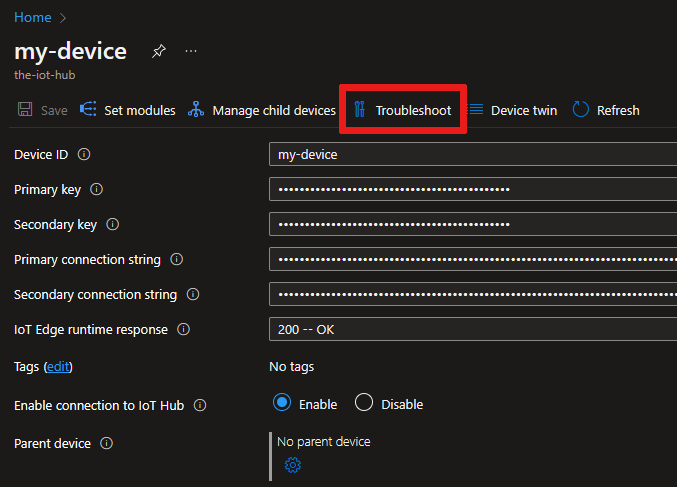 Home
my-device
the-iot-hub
Save Set modules Manage child devices Troubleshoot Device twin Refresh
Device ID my-device
Primary key ••••••••••••••••••••••••••••••••••••••••••••
Secondary key ••••••••••••••••••••••••••••••••••••••••••••
Primary connection string
Secondary connection string
IoT Edge runtime response 200 -- OK
Tags (edit) No tags
Enable connection to IoT Hub Enable Disable
Parent device No parent device